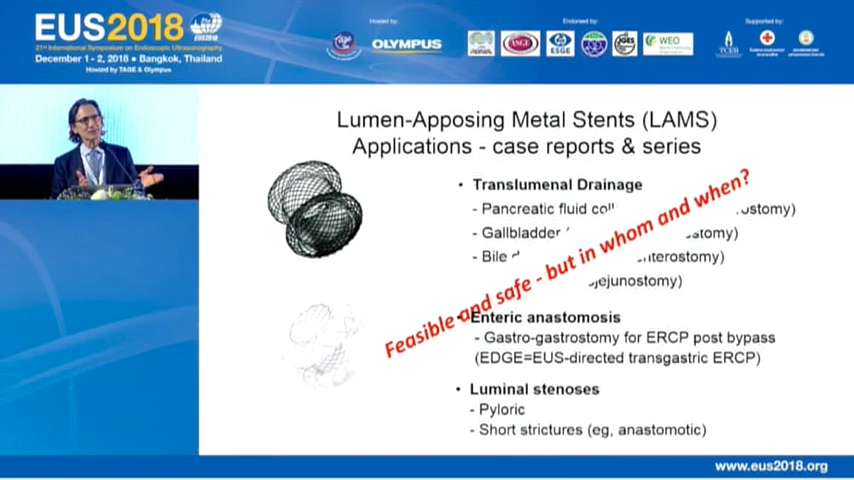 EUS2018
EUS2018
21st International Symposium on Endoscopic Ultrasonography
December 1 - 2, 2018 • Bangkok, Thailand
Hosted by TAGE & Olympus
Hosted by:
Endorsed by:
Supported by:
OLYMPUS
ASGE
ESGE
JGES
WEO
TCEB
Lumen-Apposing Metal Stents (LAMS)
Applications - case reports & series
• Translumenal Drainage
- Pancreatic fluid ostomy)
- Gallbladder stomy)
- Bile nterostomy)
jejunostomy)
Feasible and safe - but in whom and when?
• Enteric anastomosis
- Gastro-gastrostomy for ERCP post bypass
(EDGE=EUS-directed transgastric ERCP)
• Luminal stenoses
- Pyloric
- Short strictures (eg, anastomotic)
www.eus2018.org